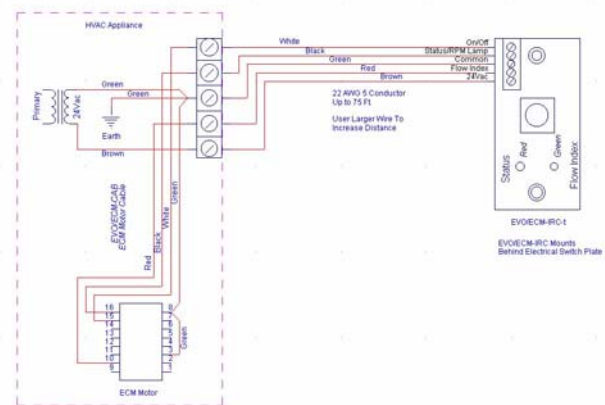 HVAC Appliance
White
Black
Green
Red
Brown
On/Off
Status/RPM Lamp
Common
Flow Index
24Vac
Primary
24Vac
Green
Green
Earth
Brown
22 AWG 5 Conductor
Up to 75 Ft
User Larger Wire To
Increase Distance
Status
Red
Green
Flow Index
EVO/ECM-CAB
ECM Motor Cable
Red
Black
White
Green
EVO/ECM-IRC-t
EVO/ECM-IRC Mounts
Behind Electrical Switch Plate
16
15
14
13
12
11
10
9
8
Green
ECM Motor